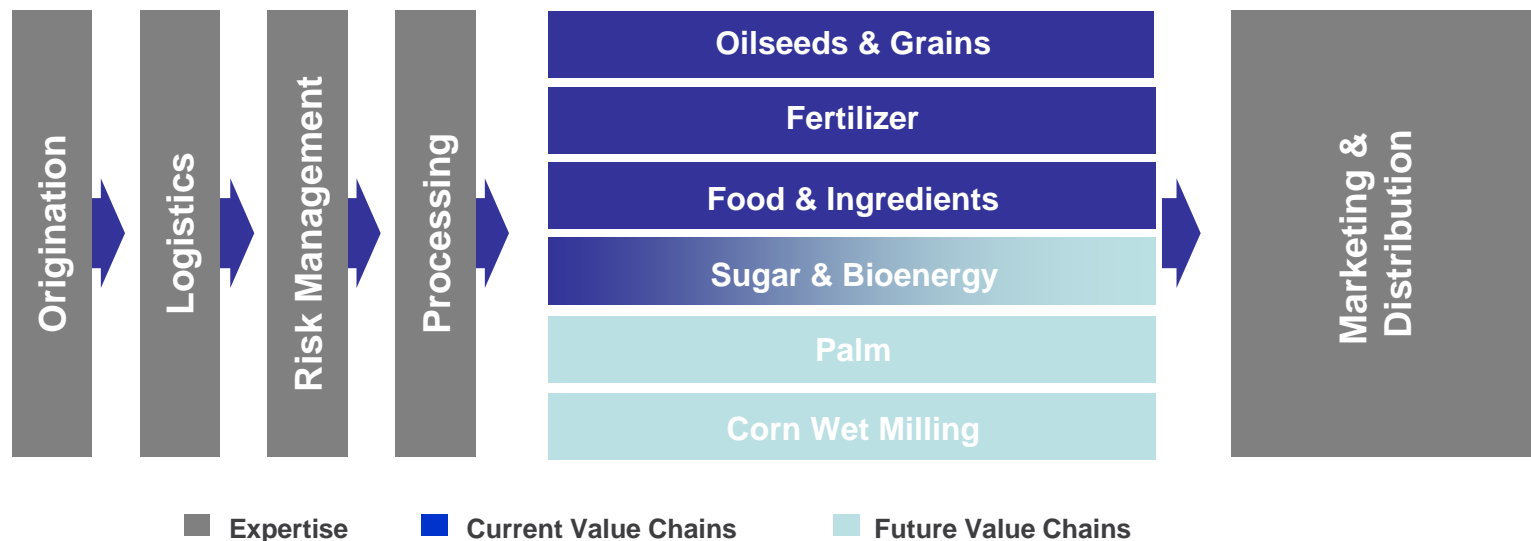 Origination
Logistics
Risk Management
Processing
Oilseeds & Grains
Fertilizer
Food & Ingredients
Sugar & Bioenergy
Palm
Corn Wet Milling
Marketing &
Distribution
Expertise
Current Value Chains
Future Value Chains